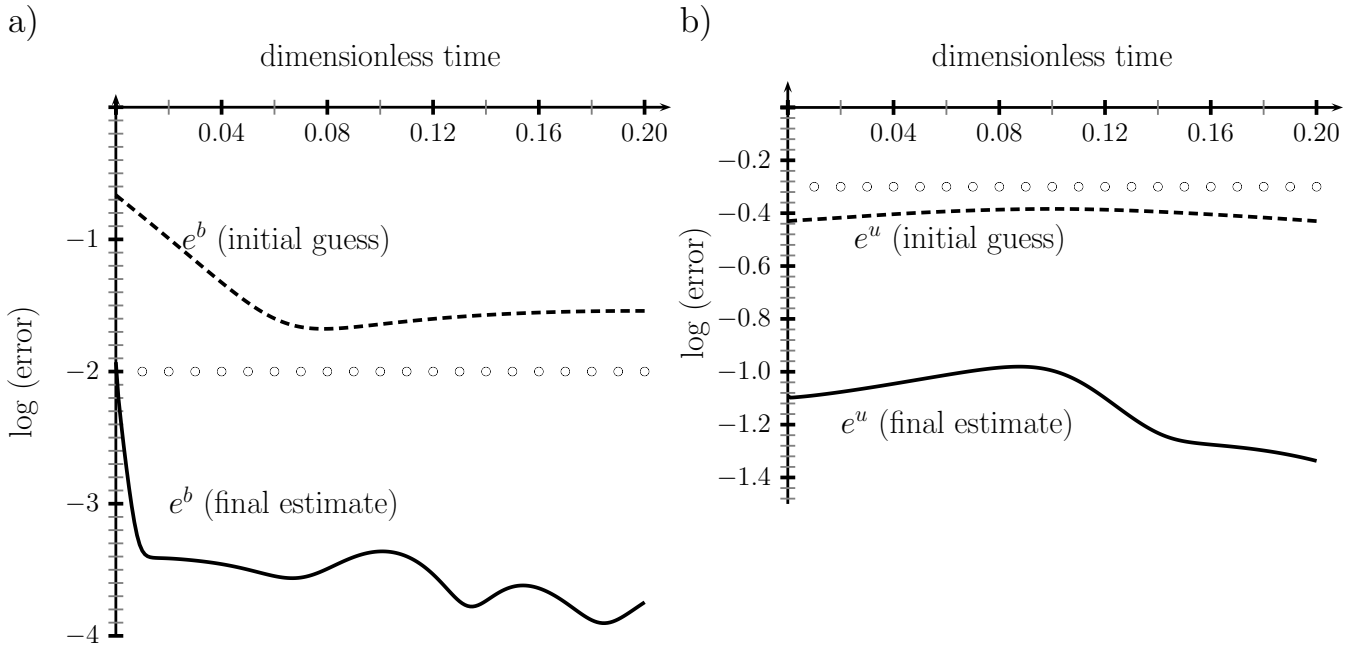 a)
dimensionless time
0.04 0.08 0.12 0.16 0.20
−1
−2
−3
−4
log (error)
e^b (initial guess)
e^b (final estimate)
b)
dimensionless time
0.04 0.08 0.12 0.16 0.20
−0.2
−0.4
−0.6
−0.8
−1.0
−1.2
−1.4
log (error)
e^u (initial guess)
e^u (final estimate)